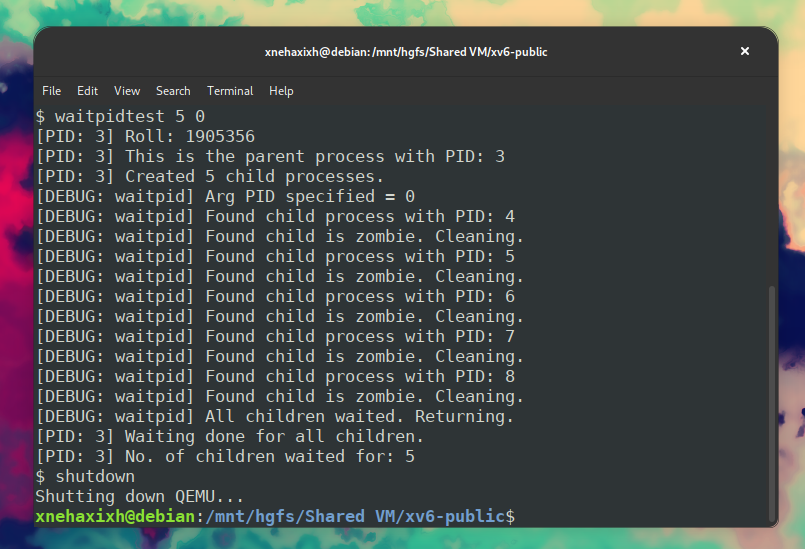 xnehaxixh@debian: /mnt/hgfs/Shared VM/xv6-public
File Edit View Search Terminal Help
$ waitpidtest 5 0
[PID: 3] Roll: 1905356
[PID: 3] This is the parent process with PID: 3
[PID: 3] Created 5 child processes.
[DEBUG: waitpid] Arg PID specified = 0
[DEBUG: waitpid] Found child process with PID: 4
[DEBUG: waitpid] Found child is zombie. Cleaning.
[DEBUG: waitpid] Found child process with PID: 5
[DEBUG: waitpid] Found child is zombie. Cleaning.
[DEBUG: waitpid] Found child process with PID: 6
[DEBUG: waitpid] Found child is zombie. Cleaning.
[DEBUG: waitpid] Found child process with PID: 7
[DEBUG: waitpid] Found child is zombie. Cleaning.
[DEBUG: waitpid] Found child process with PID: 8
[DEBUG: waitpid] Found child is zombie. Cleaning.
[DEBUG: waitpid] All children waited. Returning.
[PID: 3] Waiting done for all children.
[PID: 3] No. of children waited for: 5
$ shutdown
Shutting down QEMU...
xnehaxixh@debian:/mnt/hgfs/Shared VM/xv6-public$